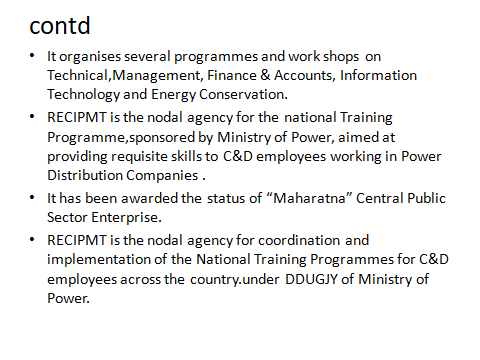 contd
• It organises several programmes and work shops on
Technical,Management, Finance & Accounts, Information
Technology and Energy Conservation.
• RECIPMT is the nodal agency for the national Training
Programme,sponsored by Ministry of Power, aimed at
providing requisite skills to C&D employees working in Power
Distribution Companies .
• It has been awarded the status of “Maharatna” Central Public
Sector Enterprise.
• RECIPMT is the nodal agency for coordination and
implementation of the National Training Programmes for C&D
employees across the country.under DDUGJY of Ministry of
Power.